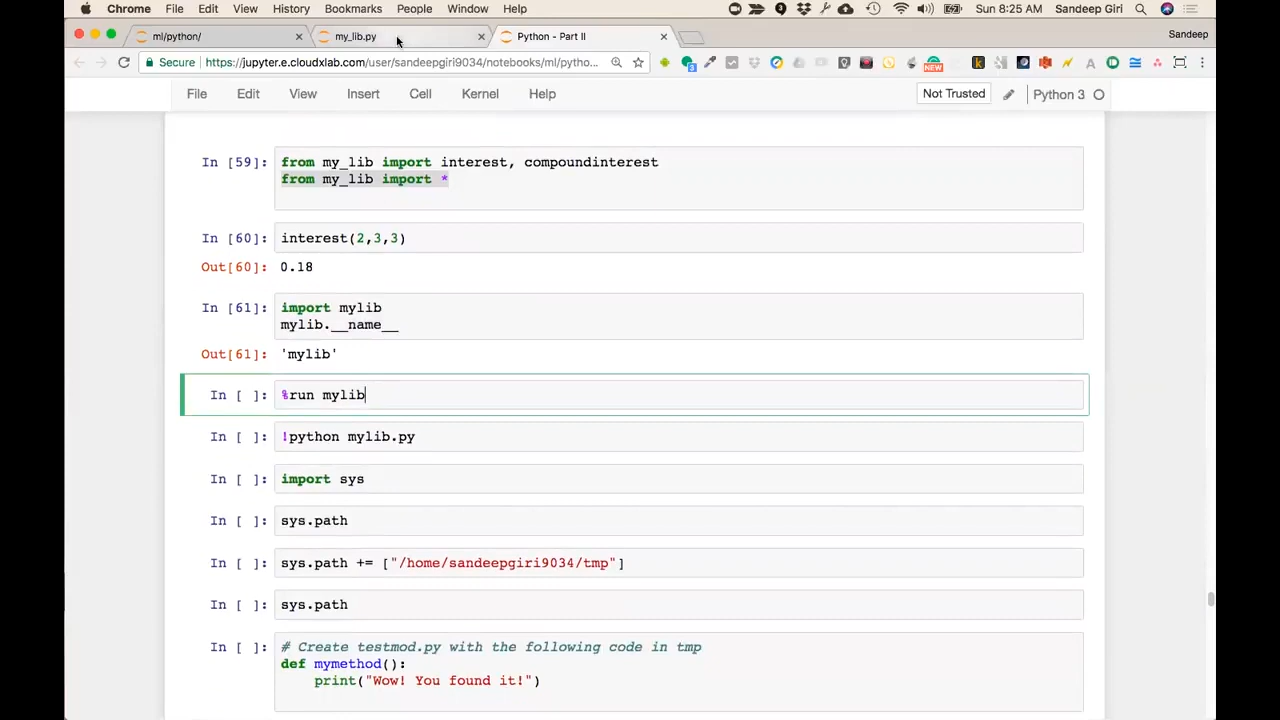 Chrome File Edit View History Bookmarks People Window Help Sun 8:25 AM Sandeep Giri
ml/python/ my_lib.py Python - Part II Sandeep
Secure https://jupyter.e.cloudxlab.com/user/sandeepgiri9034/notebooks/ml/pytho... NEW
File Edit View Insert Cell Kernel Help Not Trusted Python 3
In [59]: from my_lib import interest, compoundinterest
from my_lib import *
In [60]: interest(2,3,3)
Out[60]: 0.18
In [61]: import mylib
mylib.__name__
Out[61]: 'mylib'
In [ ]: %run mylib
In [ ]: !python mylib.py
In [ ]: import sys
In [ ]: sys.path
In [ ]: sys.path += ["/home/sandeepgiri9034/tmp"]
In [ ]: sys.path
In [ ]: # Create testmod.py with the following code in tmp
def mymethod():
print("Wow! You found it!")